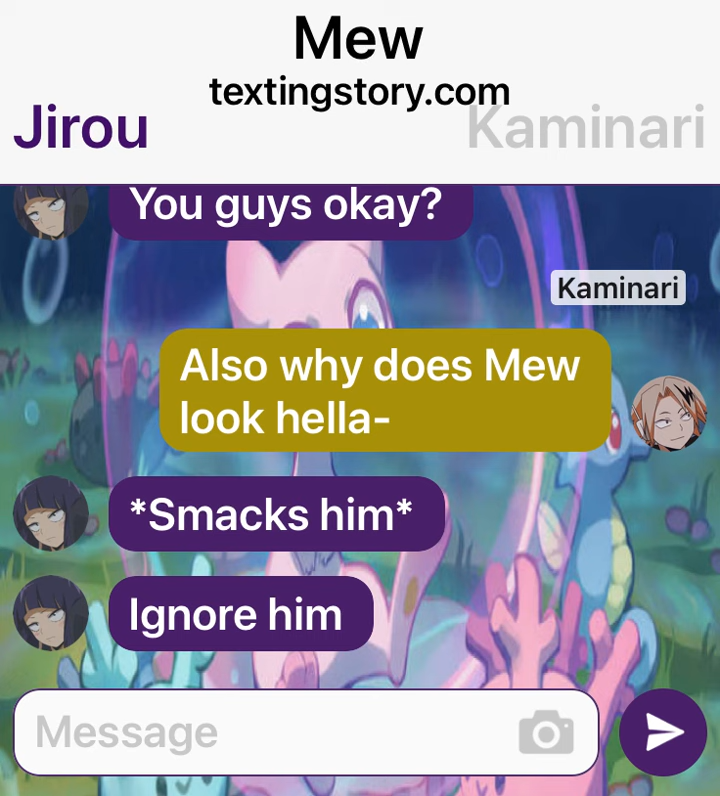 Mew
textingstory.com
Jirou
Kaminari
You guys okay?
Kaminari
Also why does Mew
look hella-
*Smacks him*
Ignore him
Message